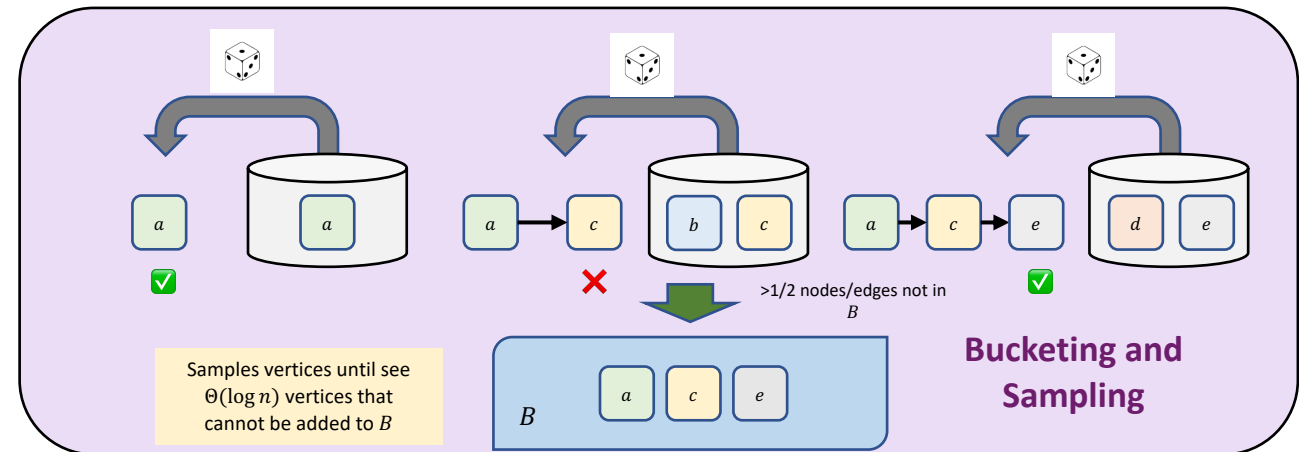 a
a
a
c
b
c
a
c
e
d
e
>1/2 nodes/edges not in
B
Samples vertices until see
Θ(log n) vertices that
cannot be added to B
B
a
c
e
Bucketing and
Sampling